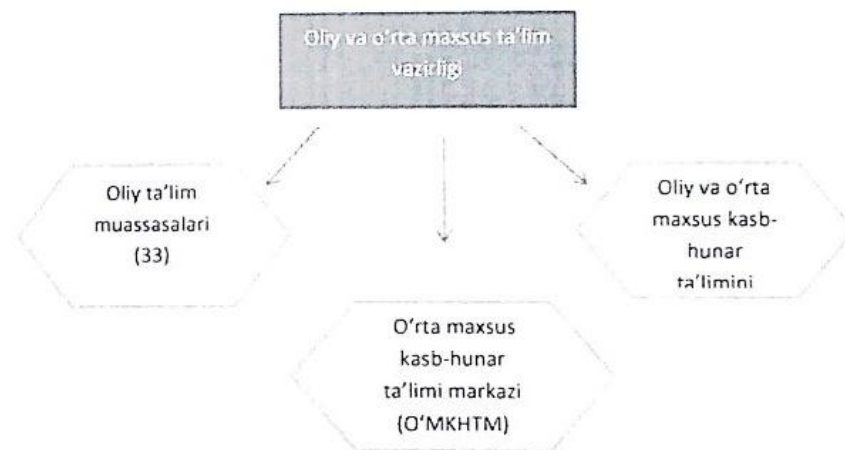 Oliy va o‘rta maxsus ta’lim
vazirligi
Oliy ta’lim
muassasalari
(33)
O‘rta maxsus
kasb-hunar
ta’limi markazi
(O‘MKHTM)
Oliy va o‘rta
maxsus kasb-
hunar
ta’limini